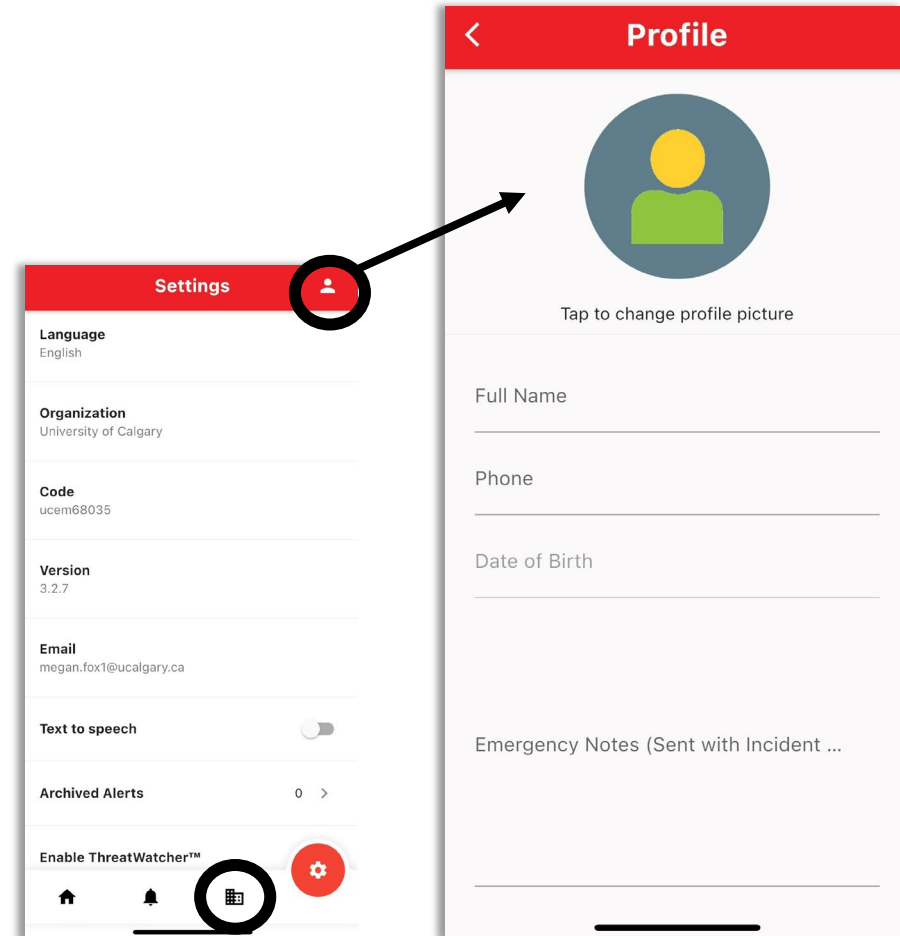 Settings
Language
English
Organization
University of Calgary
Code
ucem68035
Version
3.2.7
Email
megan.fox1@ucalgary.ca
Text to speech
Archived Alerts 0
Enable ThreatWatcher™
Profile
Tap to change profile picture
Full Name
Phone
Date of Birth
Emergency Notes (Sent with Incident ...